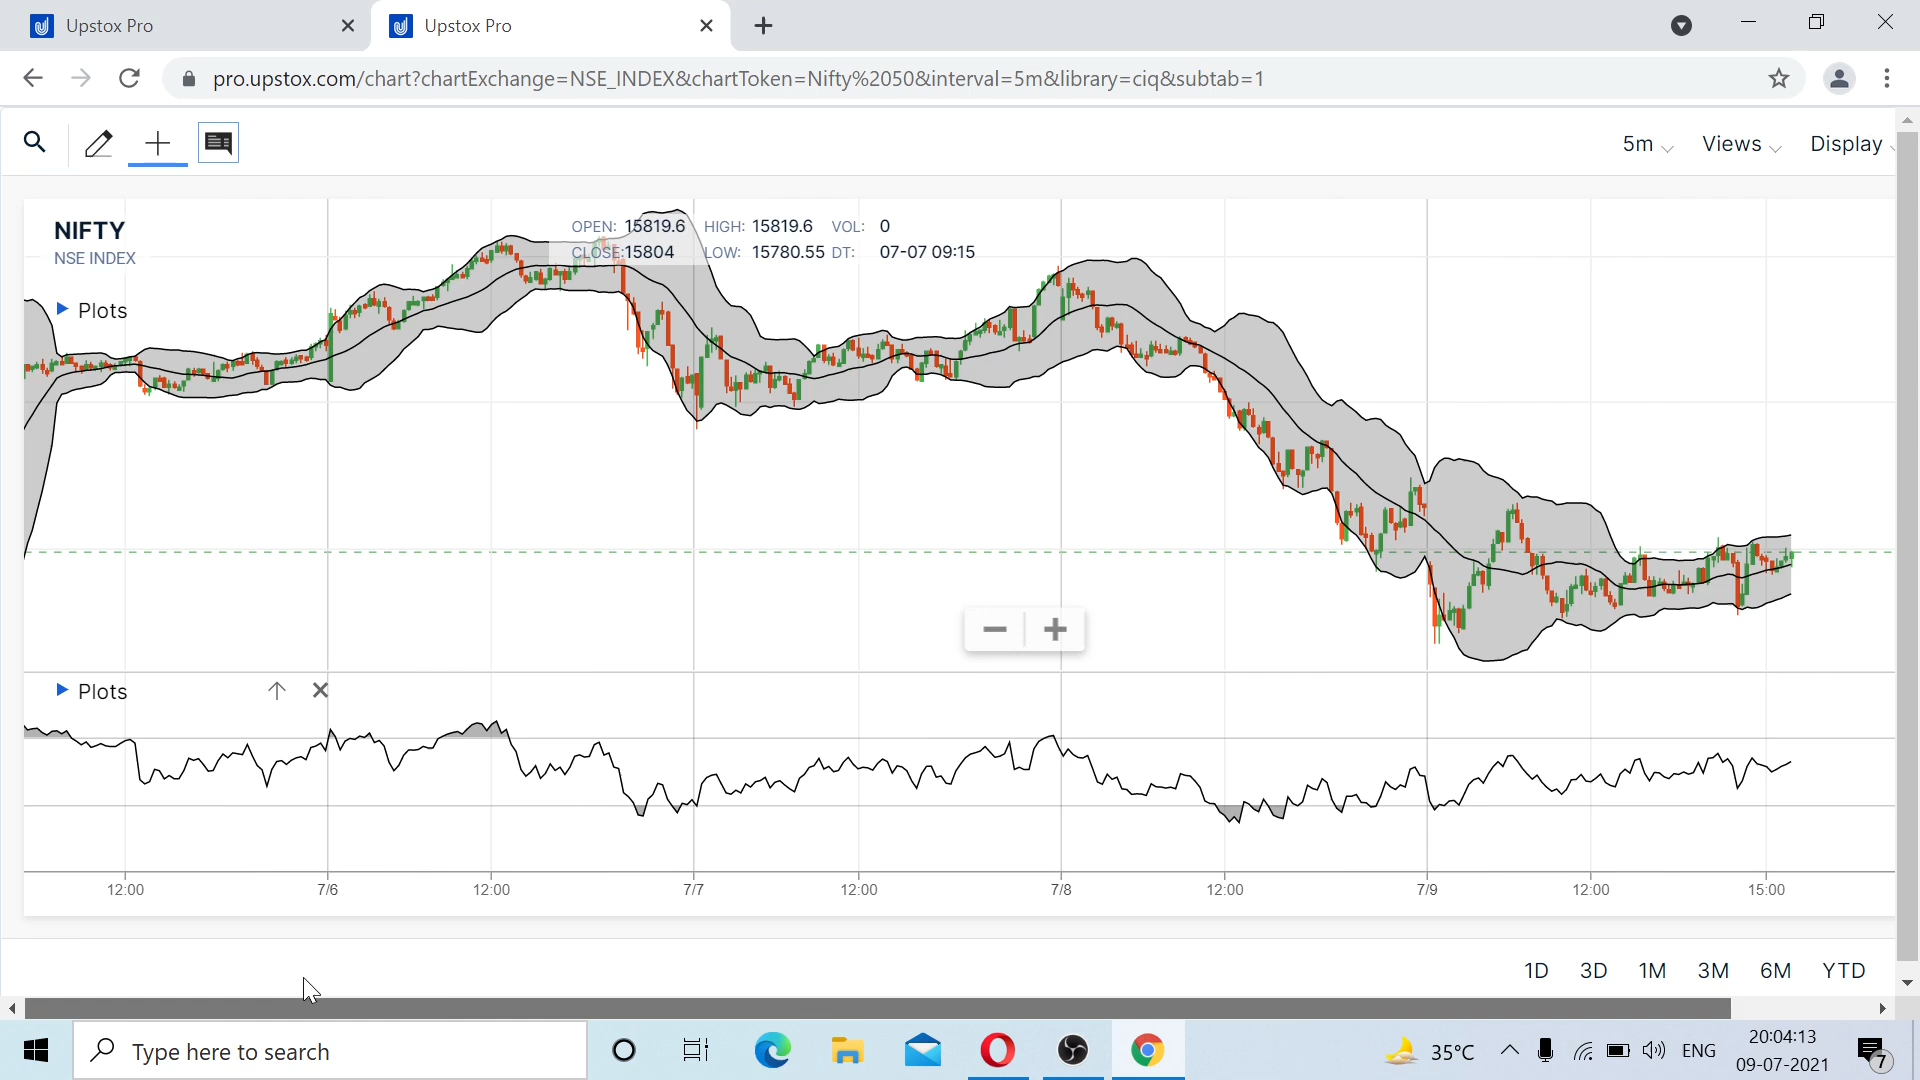 Upstox Pro
Upstox Pro
pro.upstox.com/chart?chartExchange=NSE_INDEX&chartToken=Nifty%2050&interval=5m&library=ciq&subtab=1
5m Views Display
NIFTY
NSE INDEX
OPEN: 15819.6 HIGH: 15819.6 VOL: 0
CLOSE:15804 LOW: 15780.55 DT: 07-07 09:15
Plots
Plots
12:00 7/6 12:00 7/7 12:00 7/8 12:00 7/9 12:00 15:00
1D 3D 1M 3M 6M YTD
Type here to search
35°C
ENG
20:04:13
09-07-2021
7